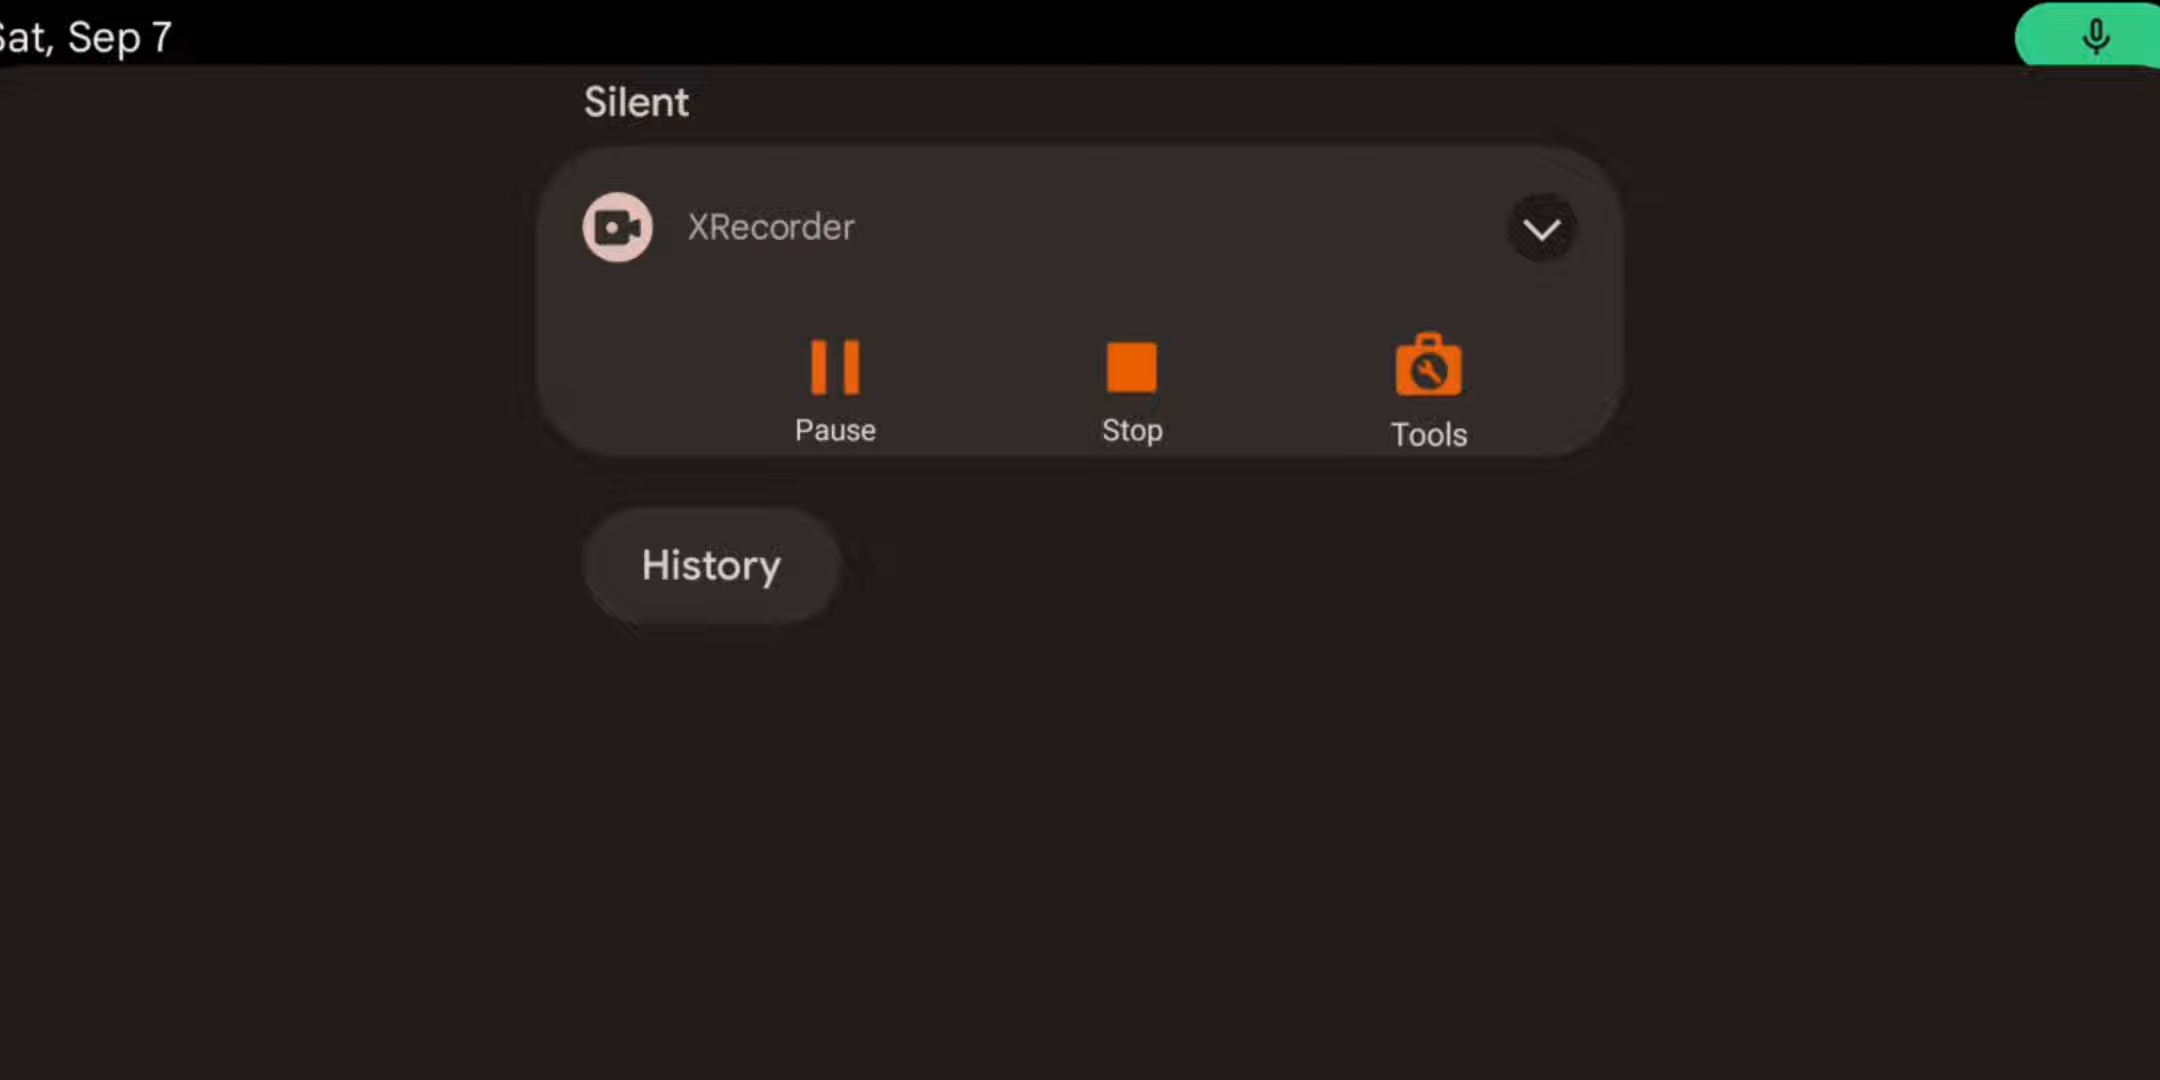 Sat, Sep 7
Silent
XRecorder
Pause
Stop
Tools
History